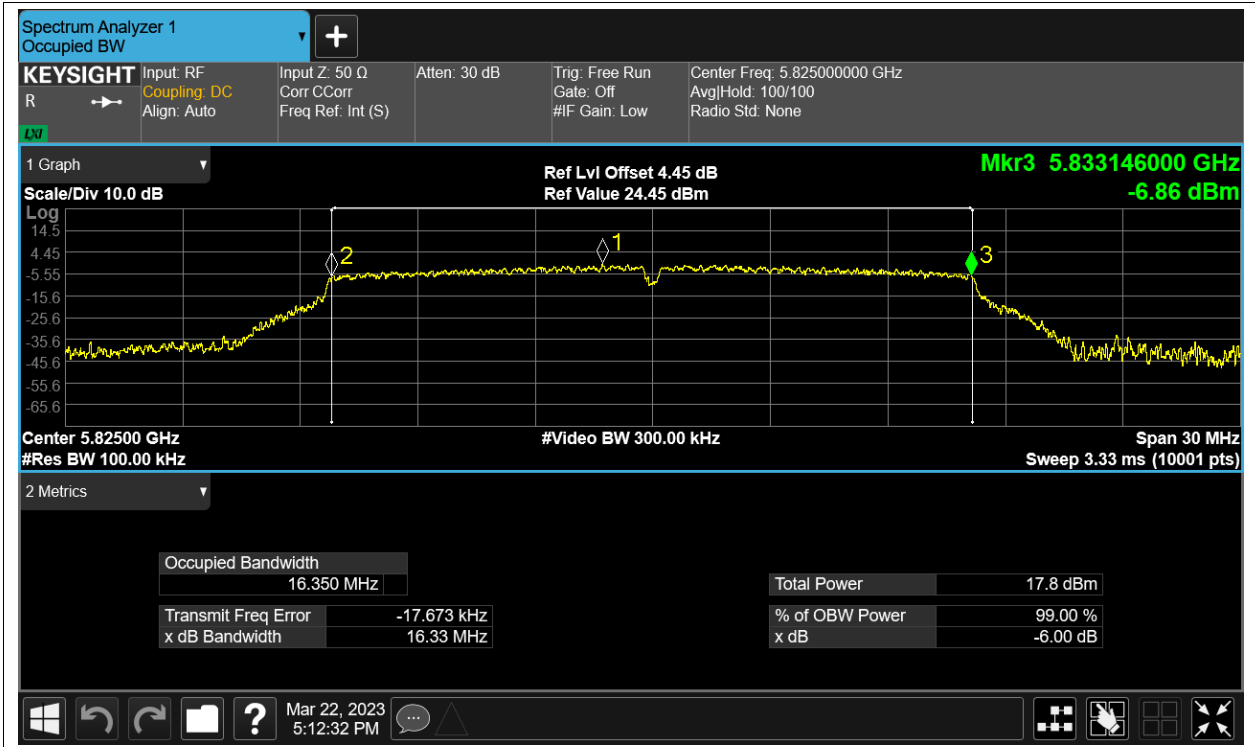 Spectrum Analyzer 1
Occupied BW
KEYSIGHT
R
LXI
Input: RF
Coupling: DC
Align: Auto
Input Z: 50 Ω
Corr CCorr
Freq Ref: Int (S)
Atten: 30 dB
Trig: Free Run
Gate: Off
#IF Gain: Low
Center Freq: 5.825000000 GHz
Avg|Hold: 100/100
Radio Std: None
1 Graph
Scale/Div 10.0 dB
Ref Lvl Offset 4.45 dB
Ref Value 24.45 dBm
Mkr3 5.833146000 GHz
-6.86 dBm
Log
14.5
4.45
-5.55
-15.6
-25.6
-35.6
-45.6
-55.6
-65.6
1
2
3
Center 5.82500 GHz
#Video BW 300.00 kHz
Span 30 MHz
#Res BW 100.00 kHz
Sweep 3.33 ms (10001 pts)
2 Metrics
Occupied Bandwidth
16.350 MHz
Transmit Freq Error -17.673 kHz
x dB Bandwidth 16.33 MHz
Total Power 17.8 dBm
% of OBW Power 99.00 %
x dB -6.00 dB
?
Mar 22, 2023
5:12:32 PM